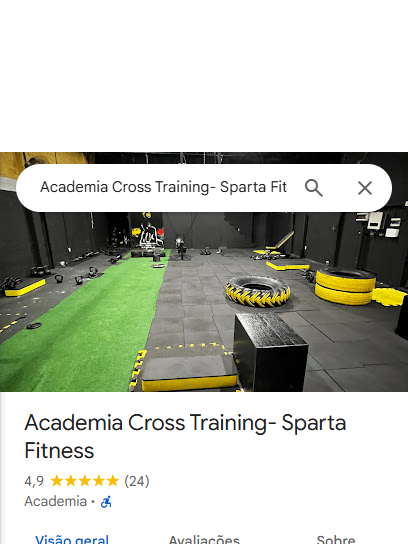 Academia Cross Training- Sparta Fit
Academia Cross Training- Sparta
Fitness
4,9 (24)
Academia ·
Visão geral Avaliações Sobre